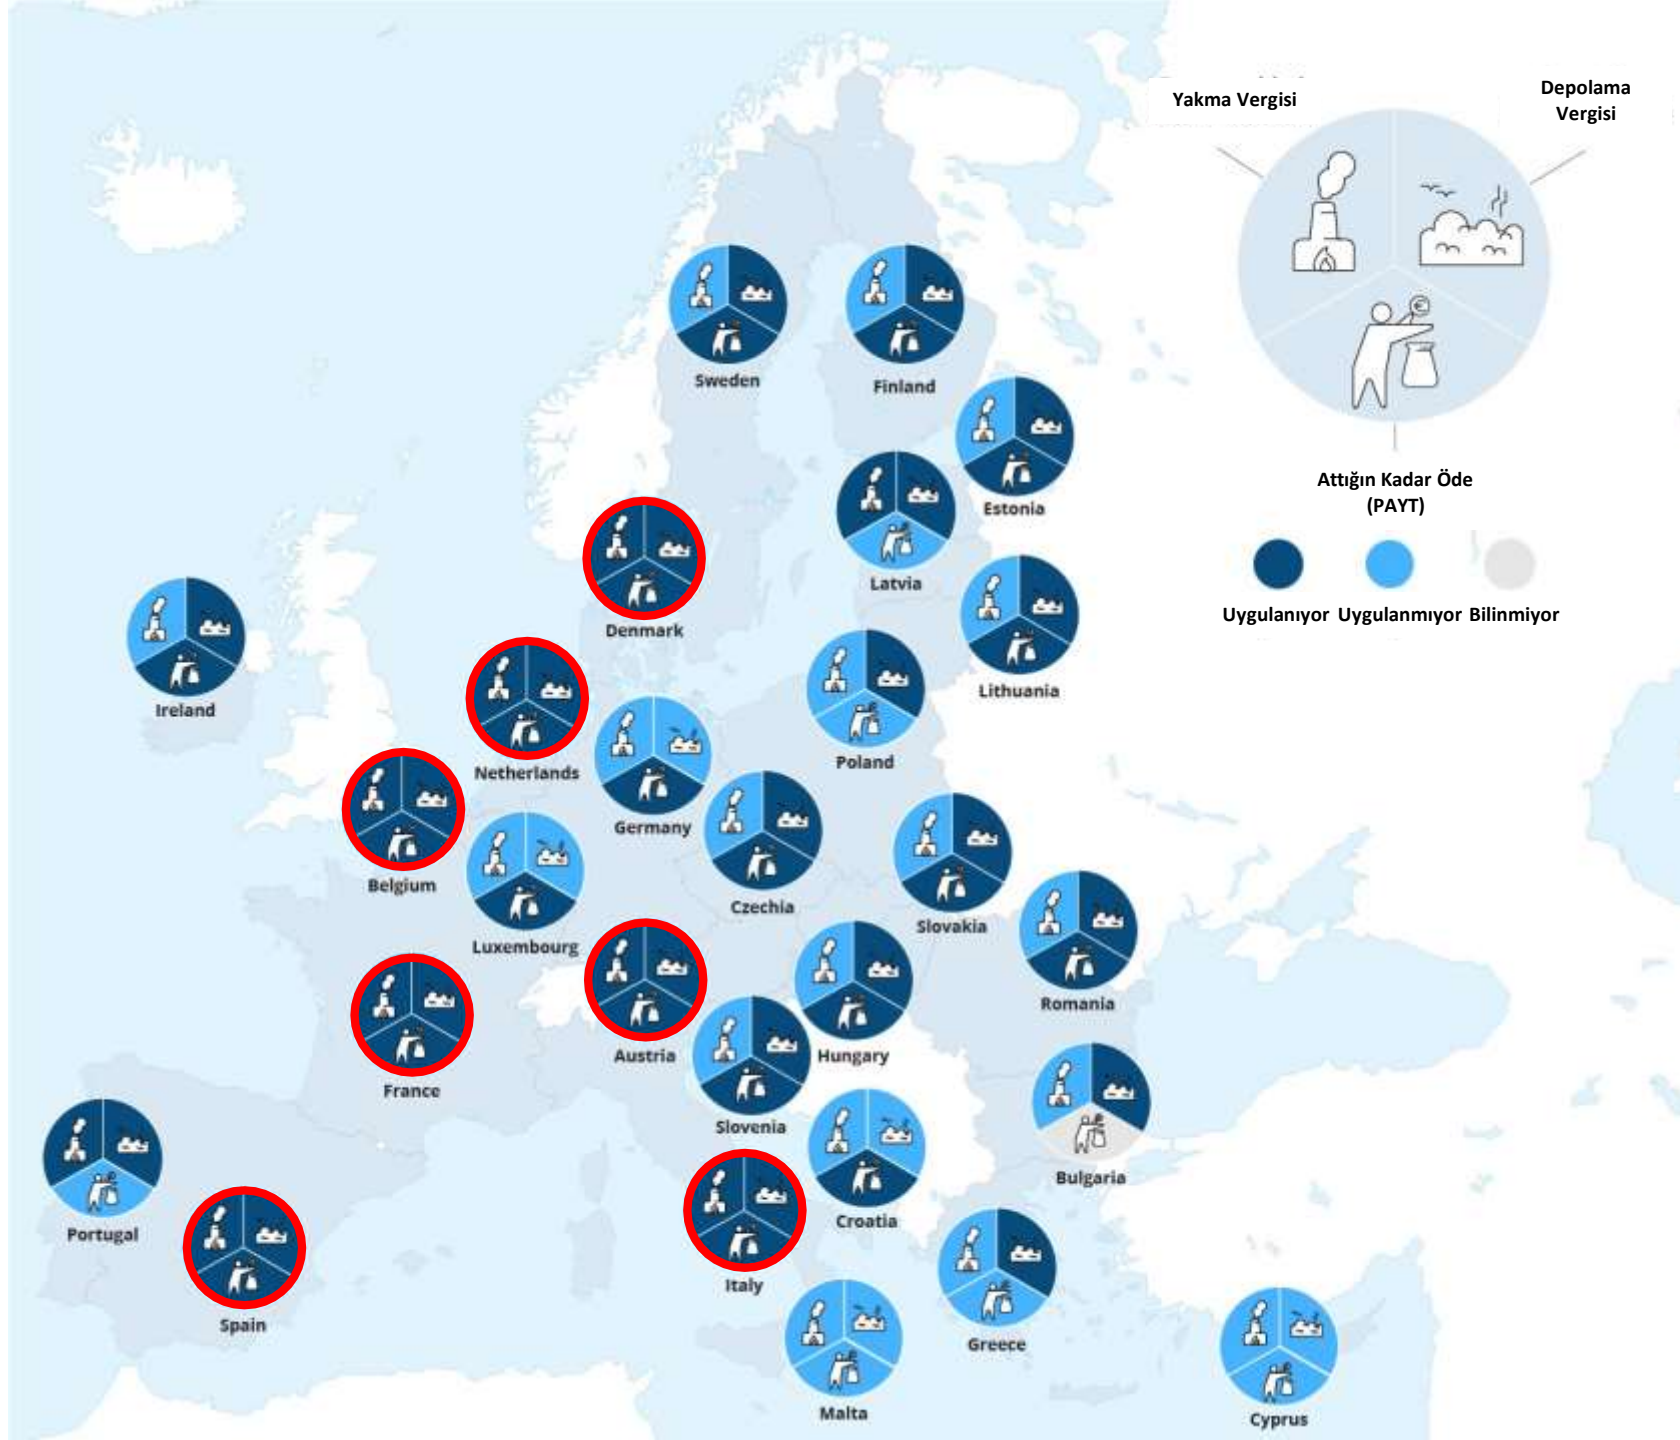 Yakma Vergisi
Depolama
Vergisi
Attığın Kadar Öde
(PAYT)
Uygulanıyor Uygulanmıyor Bilinmiyor
Sweden
Finland
Estonia
Latvia
Denmark
Lithuania
Ireland
Netherlands
Poland
Germany
Belgium
Czechia
Slovakia
Luxembourg
Romania
Austria
Hungary
France
Slovenia
Bulgaria
Croatia
Portugal
Italy
Spain
Greece
Malta
Cyprus